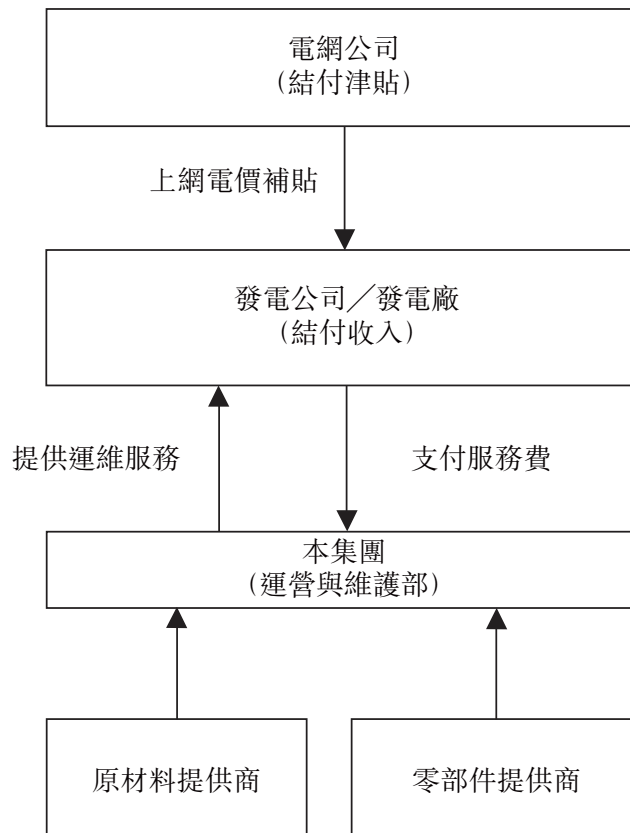 電網公司
(結付津貼)
上網電價補貼
發電公司／發電廠
(結付收入)
提供運維服務
支付服務費
本集團
(運營與維護部)
原材料提供商
零部件提供商